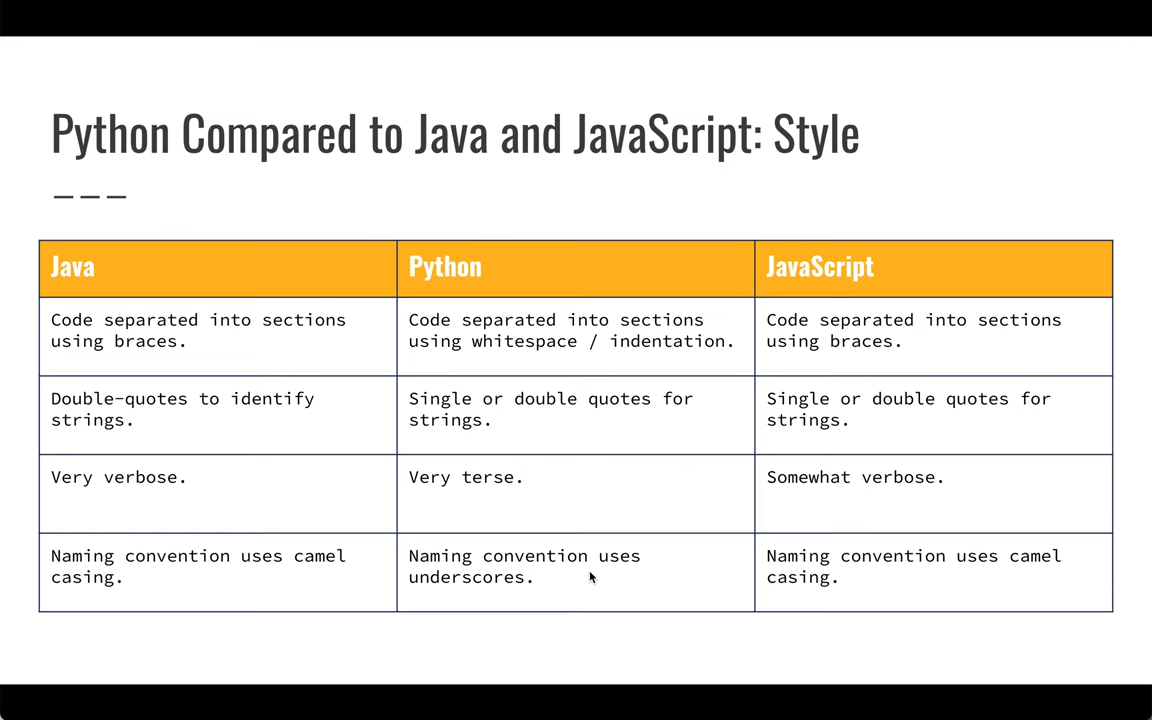 Python Compared to Java and JavaScript: Style
Java
Python
JavaScript
Code separated into sections
using braces.
Code separated into sections
using whitespace / indentation.
Code separated into sections
using braces.
Double-quotes to identify
strings.
Single or double quotes for
strings.
Single or double quotes for
strings.
Very verbose.
Very terse.
Somewhat verbose.
Naming convention uses camel
casing.
Naming convention uses
underscores.
Naming convention uses camel
casing.